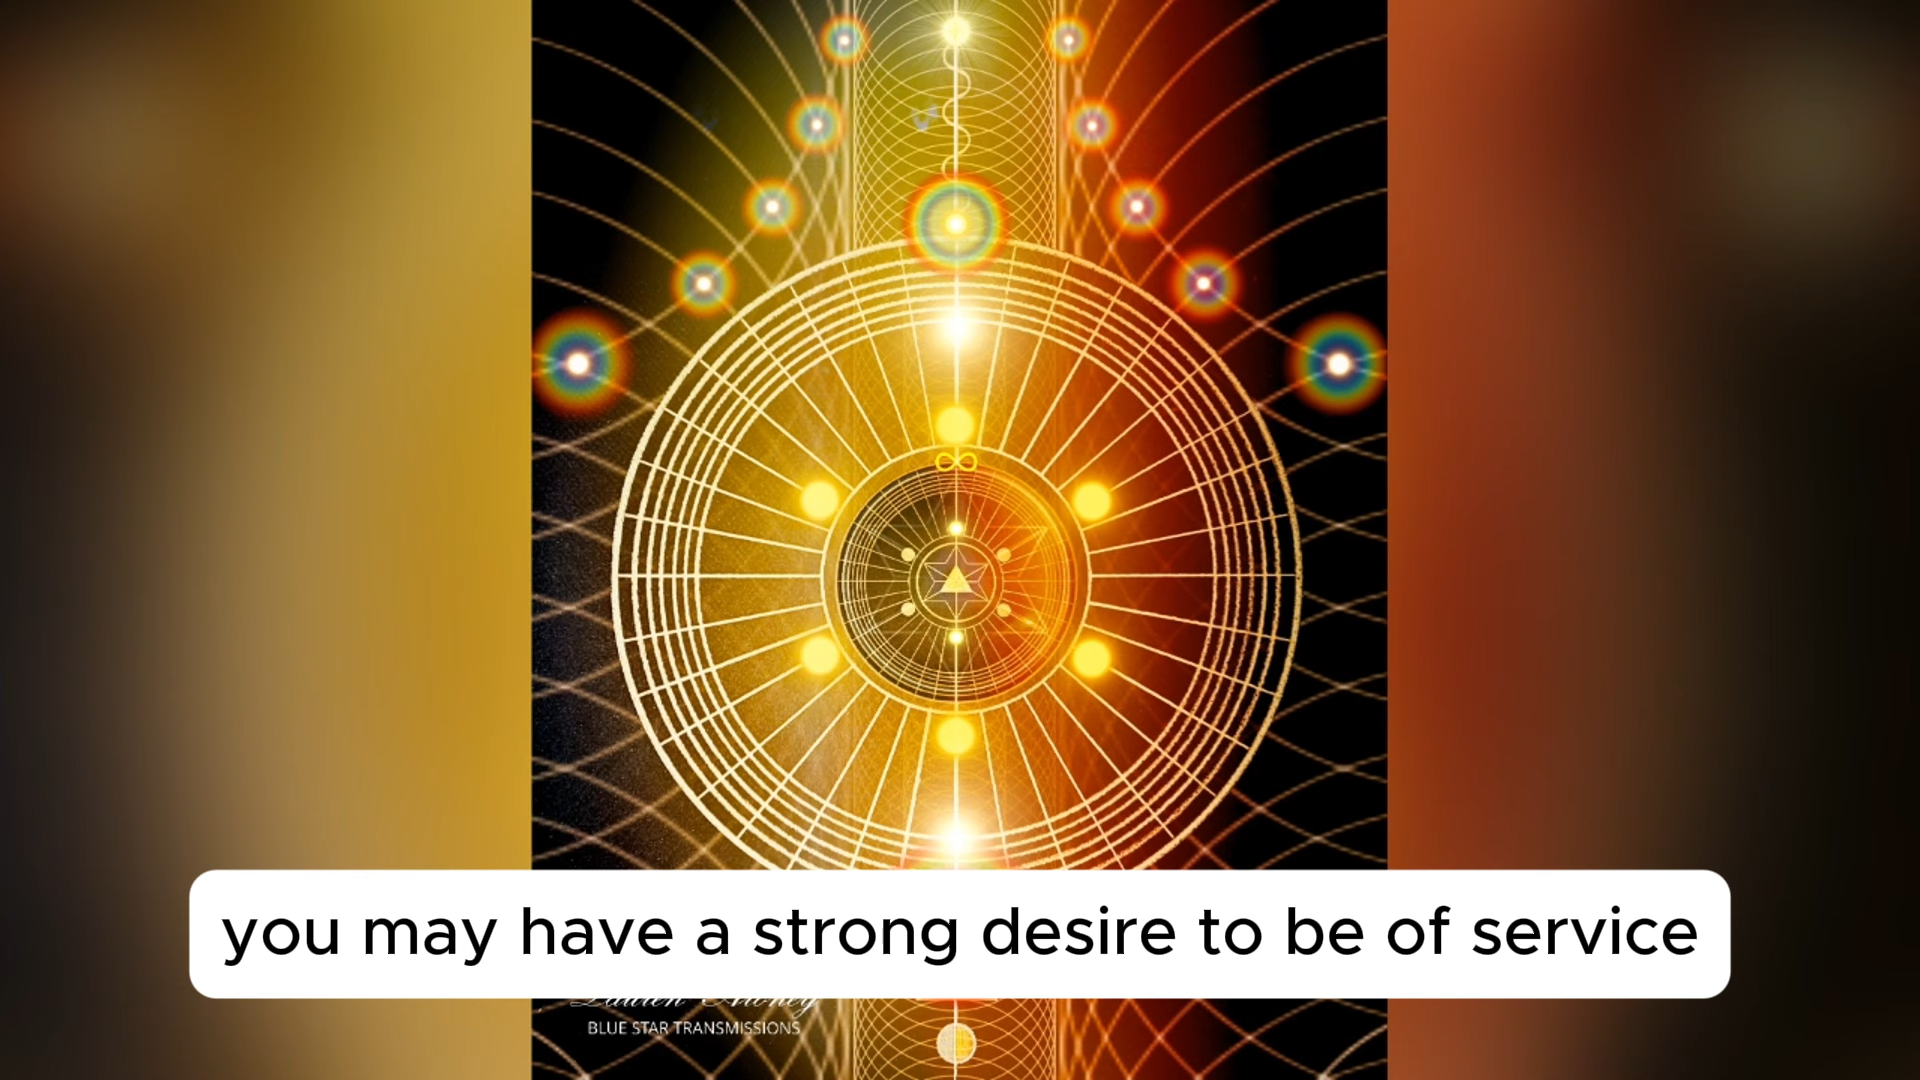 you may have a strong desire to be of service
BLUE STAR TRANSMISSIONS